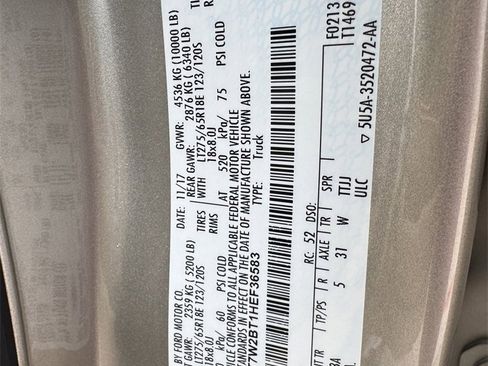 BY FORD MOTOR CO.
DATE: 11/17 GVWR: 4536 KG (10000 LB)
2359 KG ( 5200 LB) REAR GAWR: 2876 KG ( 6340 LB)
LT275/65R18E 123/120S TIRES WITH LT275/65R18E 123/120S
18x8.0J RIMS 18x8.0J
kPa/ 60 PSI COLD AT 520 kPa/ 75 PSI COLD
VEHICLE CONFORMS TO ALL APPLICABLE FEDERAL MOTOR VEHICLE
STANDARDS IN EFFECT ON THE DATE OF MANUFACTURE SHOWN ABOVE.
7W2BT1HEF36583 TYPE: Truck
F0213
T1469
RC: 52 DSO:
TR TP/PS R AXLE TR SPR
5 31 W TTJJ
ULC
▽ 5U5A-3520472-AA